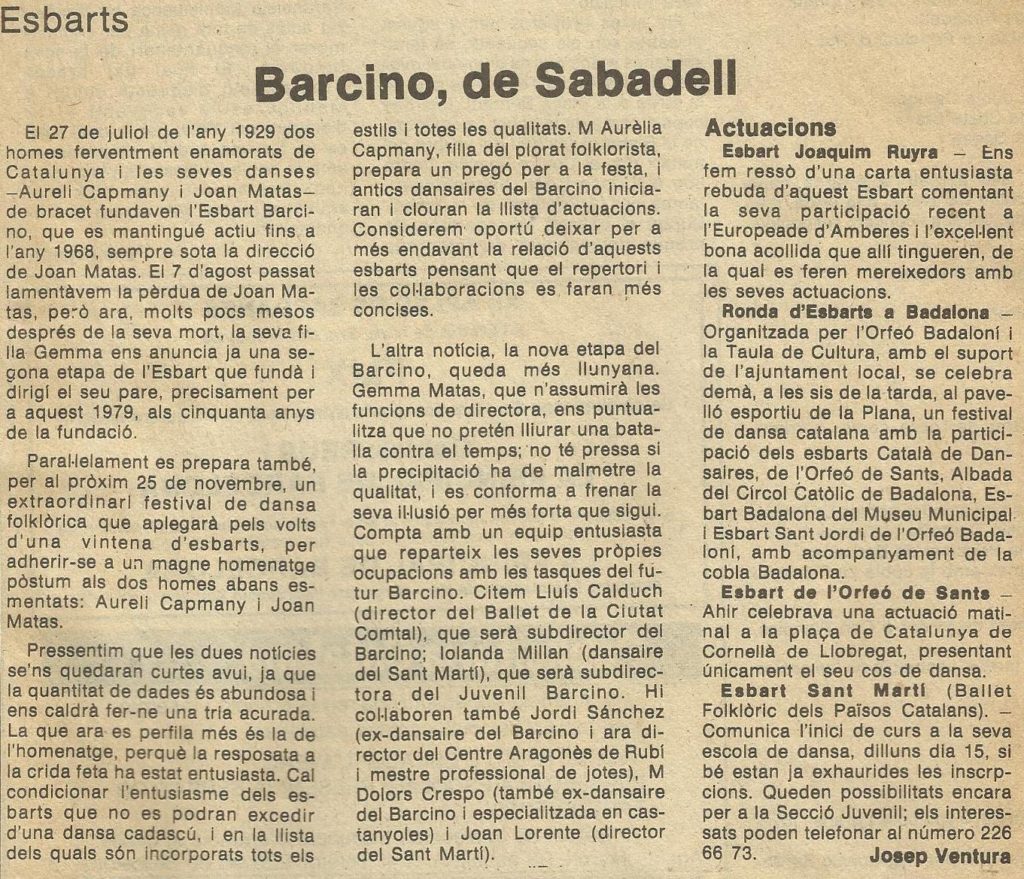 Esbarts
Barcino, de Sabadell
El 27 de juliol de l'any 1929 dos
homes ferventment enamorats de
Catalunya i les seves danses
—Aureli Capmany i Joan Matas—
de bracet fundaven l'Esbart Barci-
no, que es mantingué actiu fins a
l'any 1968, sempre sota la direcció
de Joan Matas. El 7 d'agost passat
lamentàvem la pèrdua de Joan Ma-
tas, però ara, molts pocs mesos
després de la seva mort, la seva fi-
lla Gemma ens anuncia ja una se-
gona etapa de l'Esbart que fundà i
dirigí el seu pare, precisament per
a aquest 1979, als cinquanta anys
de la fundació.
Paral·lelament es prepara també,
per al pròxim 25 de novembre, un
extraordinari festival de dansa
folklòrica que aplegarà pels volts
d'una vintena d'esbarts, per
adherir-se a un magne homenatge
pòstum als dos homes abans es-
mentats: Aureli Capmany i Joan
Matas.
Pressentim que les dues notícies
se'ns quedaran curtes avui, ja que
la quantitat de dades és abundosa i
ens caldrà fer-ne una tria acurada.
La que ara es perfila més és la de
l'homenatge, perquè la resposata a
la crida feta ha estat entusiasta. Cal
condicionar l'entusiasme dels es-
barts que no es podran excedir
d'una dansa cadascú, i en la llista
dels quals són incorporats tots els
estils i totes les qualitats. M Aurèlia
Capmany, filla del plorat folklorista,
prepara un pregó per a la festa, i
antics dansaires del Barcino inicia-
ran i clouran la llista d'actuacions.
Considerem oportú deixar per a
més endavant la relació d'aquests
esbarts pensant que el repertori i
les col·laboracions es faran més
concises.
L'altra notícia, la nova etapa del
Barcino, queda més llunyana.
Gemma Matas, que n'assumirà les
funcions de directora, ens puntua-
litza que no pretén lliurar una bata-
lla contra el temps; no té pressa si
la precipitació ha de malmetre la
qualitat, i es conforma a frenar la
seva il·lusió per més forta que sigui.
Compta amb un equip entusiasta
que reparteix les seves pròpies
ocupacions amb les tasques del fu-
tur Barcino. Citem Lluís Calduch
(director del Ballet de la Ciutat
Comtal), que serà subdirector del
Barcino; Iolanda Millan (dansaire
del Sant Martí), que serà subdirec-
tora del Juvenil Barcino. Hi
col·laboren també Jordi Sánchez
(ex-dansaire del Barcino i ara di-
rector del Centre Aragonès de Rubí
i mestre professional de jotes), M
Dolors Crespo (també ex-dansaire
del Barcino i especialitzada en cas-
tanyoles) i Joan Lorente (director
del Sant Martí).
Actuacions
Esbart Joaquim Ruyra — Ens
fem ressò d'una carta entusiasta
rebuda d'aquest Esbart comentant
la seva participació recent a
l'Europeade d'Amberes i l'excel·lent
bona acollida que allí tingueren, de
la qual es feren mereixedors amb
les seves actuacions.
Ronda d'Esbarts a Badalona —
Organitzada per l'Orfeó Badaloní i
la Taula de Cultura, amb el suport
de l'ajuntament local, se celebra
demà, a les sis de la tarda, al pave-
lló esportiu de la Plana, un festival
de dansa catalana amb la partici-
pació dels esbarts Català de Dan-
saires, de l'Orfeó de Sants, Albada
del Círcol Catòlic de Badalona, Es-
bart Badalona del Museu Municipal
i Esbart Sant Jordi de l'Orfeó Bada-
loní, amb acompanyament de la
cobla Badalona.
Esbart de l'Orfeó de Sants —
Ahir celebrava una actuació mati-
nal a la plaça de Catalunya de
Cornellà de Llobregat, presentant
únicament el seu cos de dansa.
Esbart Sant Martí (Ballet
Folklòric dels Països Catalans). —
Comunica l'inici de curs a la seva
escola de dansa, dilluns dia 15, si
bé estan ja exhaurides les inscrp-
cions. Queden possibilitats encara
per a la Secció Juvenil; els interes-
sats poden telefonar al número 226
66 73.
Josep Ventura